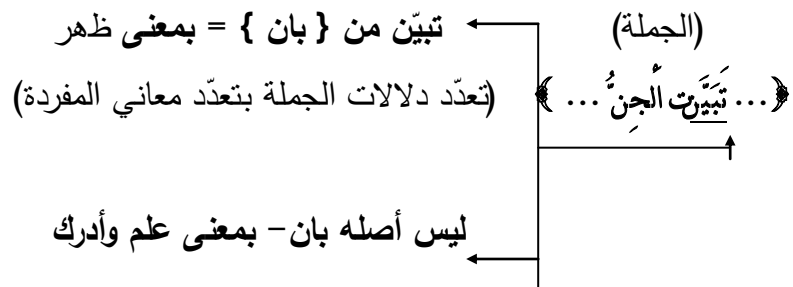 (الجملة) تبيّن من { بان } = بمعنى ظهر
﴿... تَبَيَّنَتِ الْجِنُّ ... ﴾ (تعدّد دلالات الجملة بتعدّد معاني المفردة)
ليس أصله بان- بمعنى علم وأدرك